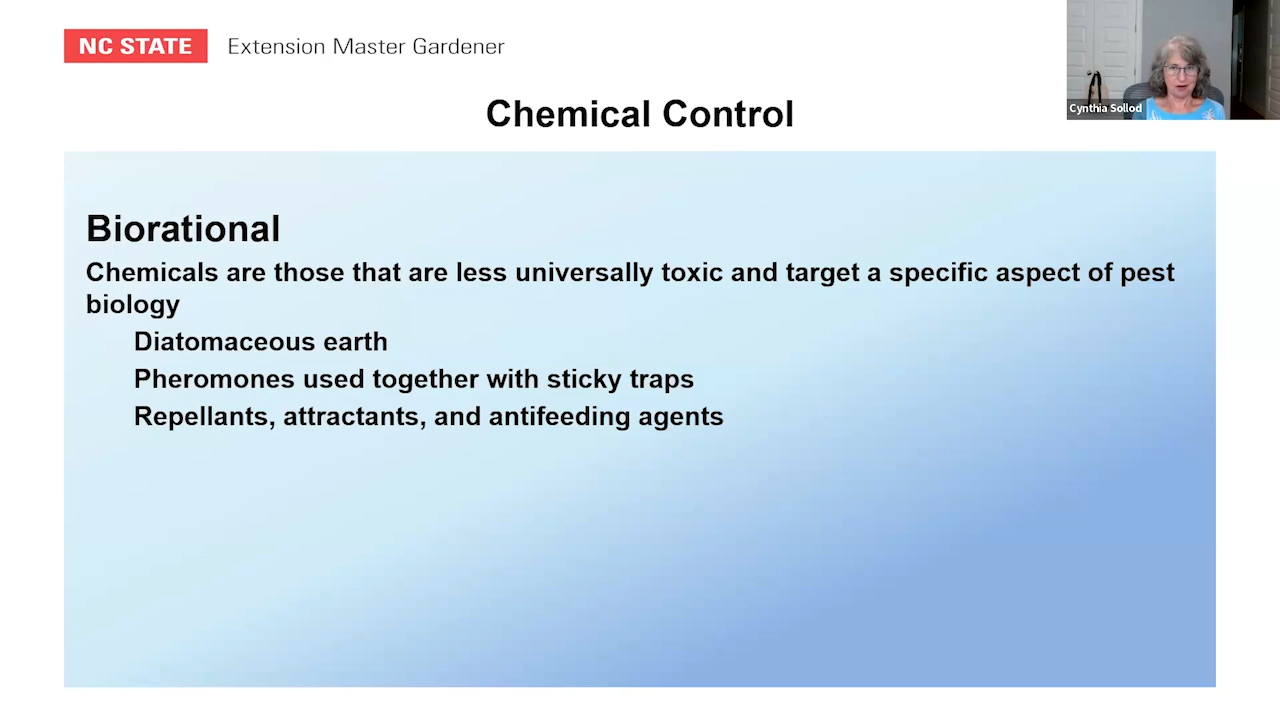 NC STATE Extension Master Gardener
Cynthia Sollod
Chemical Control
Biorational
Chemicals are those that are less universally toxic and target a specific aspect of pest
biology
Diatomaceous earth
Pheromones used together with sticky traps
Repellants, attractants, and antifeeding agents